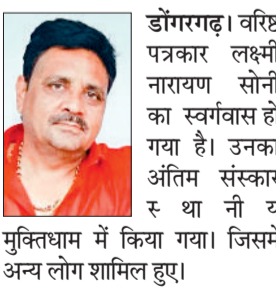 डोंगरगढ़। वरिष्ठ
पत्रकार लक्ष्मी
नारायण सोनी
का स्वर्गवास हो
गया है। उनका
अंतिम संस्कार
स्थानीय
मुक्तिधाम में किया गया। जिसमें
अन्य लोग शामिल हुए।